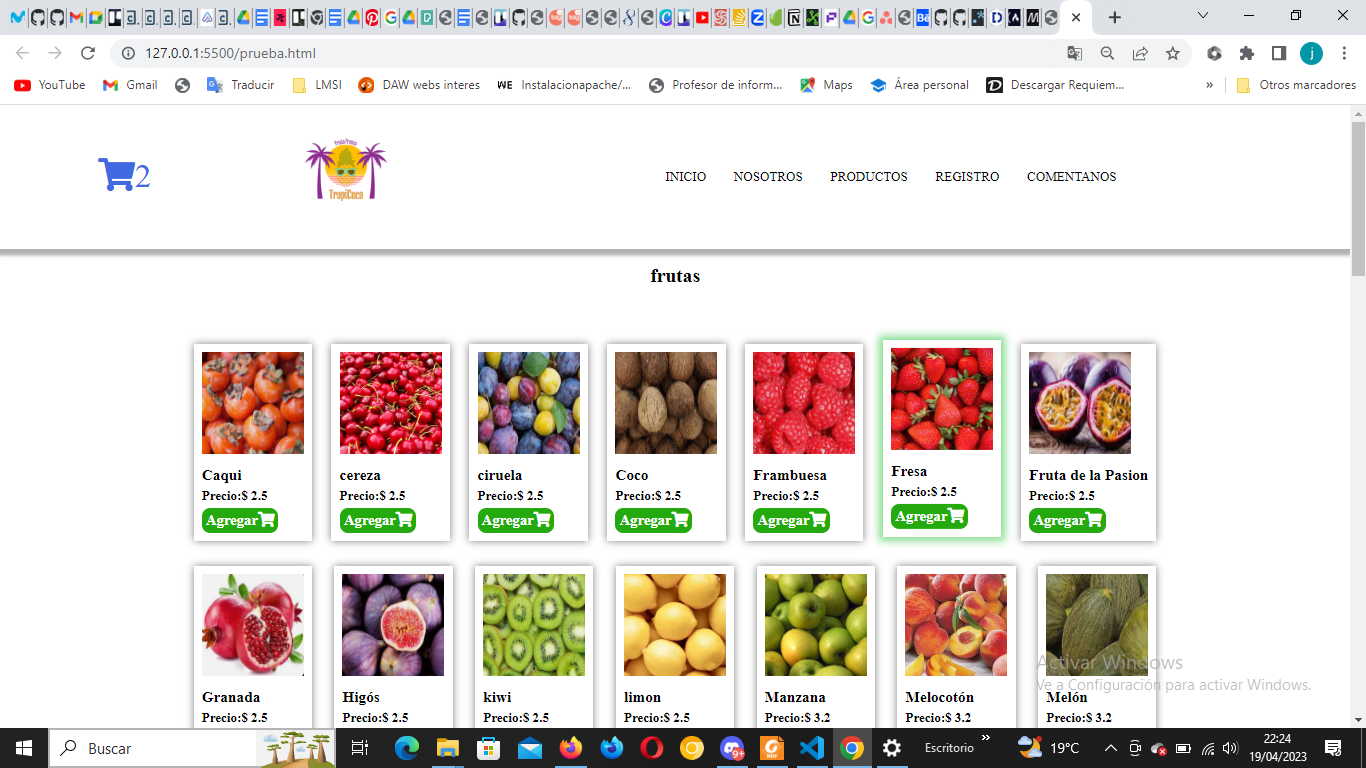 127.0.0.1:5500/prueba.html
YouTube Gmail Traducir LMSI DAW webs interes Instalacionapache/... Profesor de inform... Maps Área personal Descargar Requiem... » Otros marcadores
2
TropiCoco
INICIO NOSOTROS PRODUCTOS REGISTRO COMENTANOS
frutas
Caqui cereza ciruela Coco Frambuesa Fresa Fruta de la Pasion
Precio:$ 2.5 Precio:$ 2.5 Precio:$ 2.5 Precio:$ 2.5 Precio:$ 2.5 Precio:$ 2.5 Precio:$ 2.5
Agregar Agregar Agregar Agregar Agregar Agregar Agregar
Activar Windows
Ve a Configuración para activar Windows.
Granada Higós kiwi limon Manzana Melocotón Melón
Precio:$ 2.5 Precio:$ 2.5 Precio:$ 2.5 Precio:$ 2.5 Precio:$ 3.2 Precio:$ 3.2 Precio:$ 3.2
Buscar Escritorio » 19°C 22:24
19/04/2023